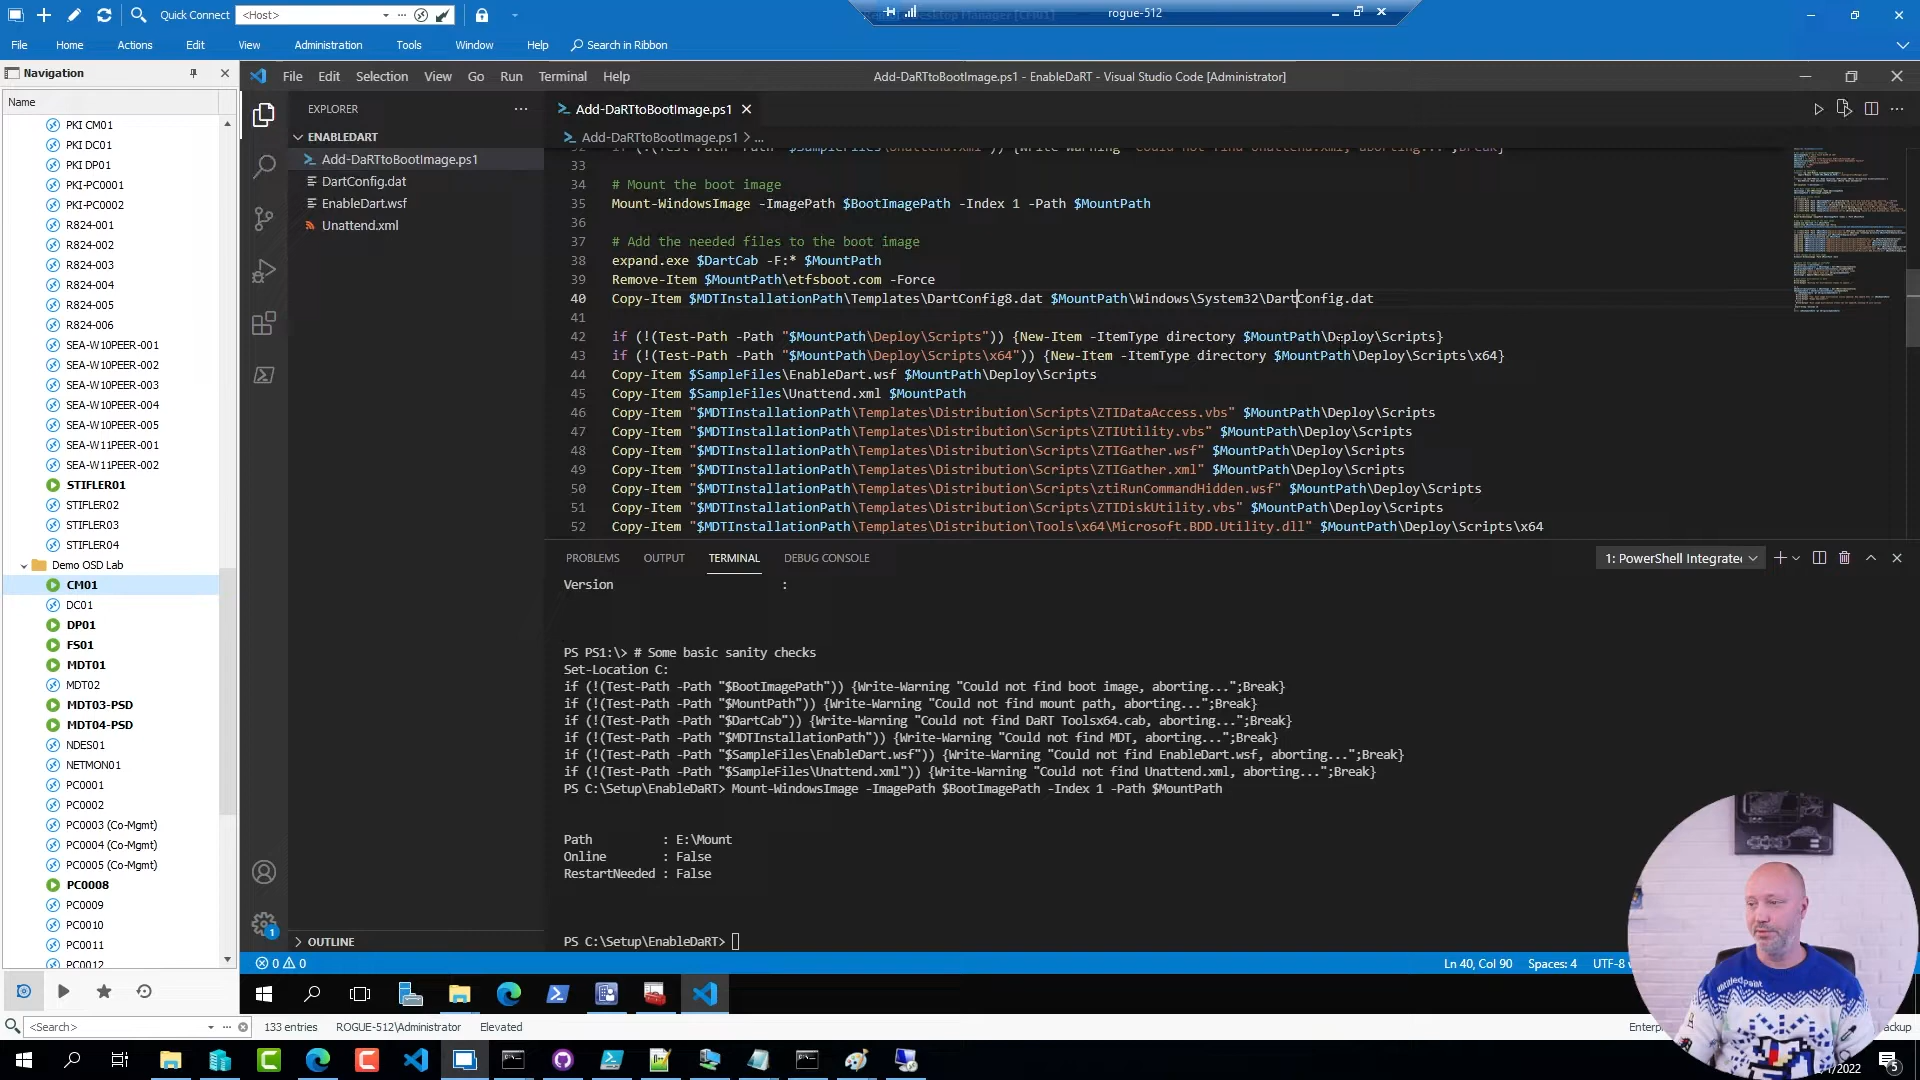 Quick Connect <Host>
rogue-512
File Home Actions Edit View Administration Tools Window Help Search in Ribbon
Navigation
Name
PKI CM01
PKI DC01
PKI DP01
PKI-PC0001
PKI-PC0002
R824-001
R824-002
R824-003
R824-004
R824-005
R824-006
SEA-W10PEER-001
SEA-W10PEER-002
SEA-W10PEER-003
SEA-W10PEER-004
SEA-W10PEER-005
SEA-W11PEER-001
SEA-W11PEER-002
STIFLER01
STIFLER02
STIFLER03
STIFLER04
Demo OSD Lab
CM01
DC01
DP01
FS01
MDT01
MDT02
MDT03-PSD
MDT04-PSD
NDES01
NETMON01
PC0001
PC0002
PC0003 (Co-Mgmt)
PC0004 (Co-Mgmt)
PC0005 (Co-Mgmt)
PC0008
PC0009
PC0010
PC0011
PC0012
File Edit Selection View Go Run Terminal Help
Add-DaRTtoBootImage.ps1 - EnableDaRT - Visual Studio Code [Administrator]
EXPLORER
ENABLEDART
Add-DaRTtoBootImage.ps1
DartConfig.dat
EnableDart.wsf
Unattend.xml
OUTLINE
Add-DaRTtoBootImage.ps1
Add-DaRTtoBootImage.ps1 > ...
33
34 # Mount the boot image
35 Mount-WindowsImage -ImagePath $BootImagePath -Index 1 -Path $MountPath
36
37 # Add the needed files to the boot image
38 expand.exe $DartCab -F:* $MountPath
39 Remove-Item $MountPath\etfsboot.com -Force
40 Copy-Item $MDTInstallationPath\Templates\DartConfig8.dat $MountPath\Windows\System32\DartConfig.dat
41
42 if (!(Test-Path -Path "$MountPath\Deploy\Scripts")) {New-Item -ItemType directory $MountPath\Deploy\Scripts}
43 if (!(Test-Path -Path "$MountPath\Deploy\Scripts\x64")) {New-Item -ItemType directory $MountPath\Deploy\Scripts\x64}
44 Copy-Item $SampleFiles\EnableDart.wsf $MountPath\Deploy\Scripts
45 Copy-Item $SampleFiles\Unattend.xml $MountPath
46 Copy-Item "$MDTInstallationPath\Templates\Distribution\Scripts\ZTIDataAccess.vbs" $MountPath\Deploy\Scripts
47 Copy-Item "$MDTInstallationPath\Templates\Distribution\Scripts\ZTIUtility.vbs" $MountPath\Deploy\Scripts
48 Copy-Item "$MDTInstallationPath\Templates\Distribution\Scripts\ZTIGather.wsf" $MountPath\Deploy\Scripts
49 Copy-Item "$MDTInstallationPath\Templates\Distribution\Scripts\ZTIGather.xml" $MountPath\Deploy\Scripts
50 Copy-Item "$MDTInstallationPath\Templates\Distribution\Scripts\ztiRunCommandHidden.wsf" $MountPath\Deploy\Scripts
51 Copy-Item "$MDTInstallationPath\Templates\Distribution\Scripts\ZTIDiskUtility.vbs" $MountPath\Deploy\Scripts
52 Copy-Item "$MDTInstallationPath\Templates\Distribution\Tools\x64\Microsoft.BDD.Utility.dll" $MountPath\Deploy\Scripts\x64
PROBLEMS OUTPUT TERMINAL DEBUG CONSOLE
1: PowerShell Integrate
Version :
PS PS1:\> # Some basic sanity checks
Set-Location C:
if (!(Test-Path -Path "$BootImagePath")) {Write-Warning "Could not find boot image, aborting...";Break}
if (!(Test-Path -Path "$MountPath")) {Write-Warning "Could not find mount path, aborting...";Break}
if (!(Test-Path -Path "$DartCab")) {Write-Warning "Could not find DaRT Toolsx64.cab, aborting...";Break}
if (!(Test-Path -Path "$MDTInstallationPath")) {Write-Warning "Could not find MDT, aborting...";Break}
if (!(Test-Path -Path "$SampleFiles\EnableDart.wsf")) {Write-Warning "Could not find EnableDart.wsf, aborting...";Break}
if (!(Test-Path -Path "$SampleFiles\Unattend.xml")) {Write-Warning "Could not find Unattend.xml, aborting...";Break}
PS C:\Setup\EnableDaRT> Mount-WindowsImage -ImagePath $BootImagePath -Index 1 -Path $MountPath
Path : E:\Mount
Online : False
RestartNeeded : False
PS C:\Setup\EnableDaRT>
0 0
Ln 40, Col 90 Spaces: 4 UTF-8
<Search> 133 entries ROGUE-512\Administrator Elevated
5